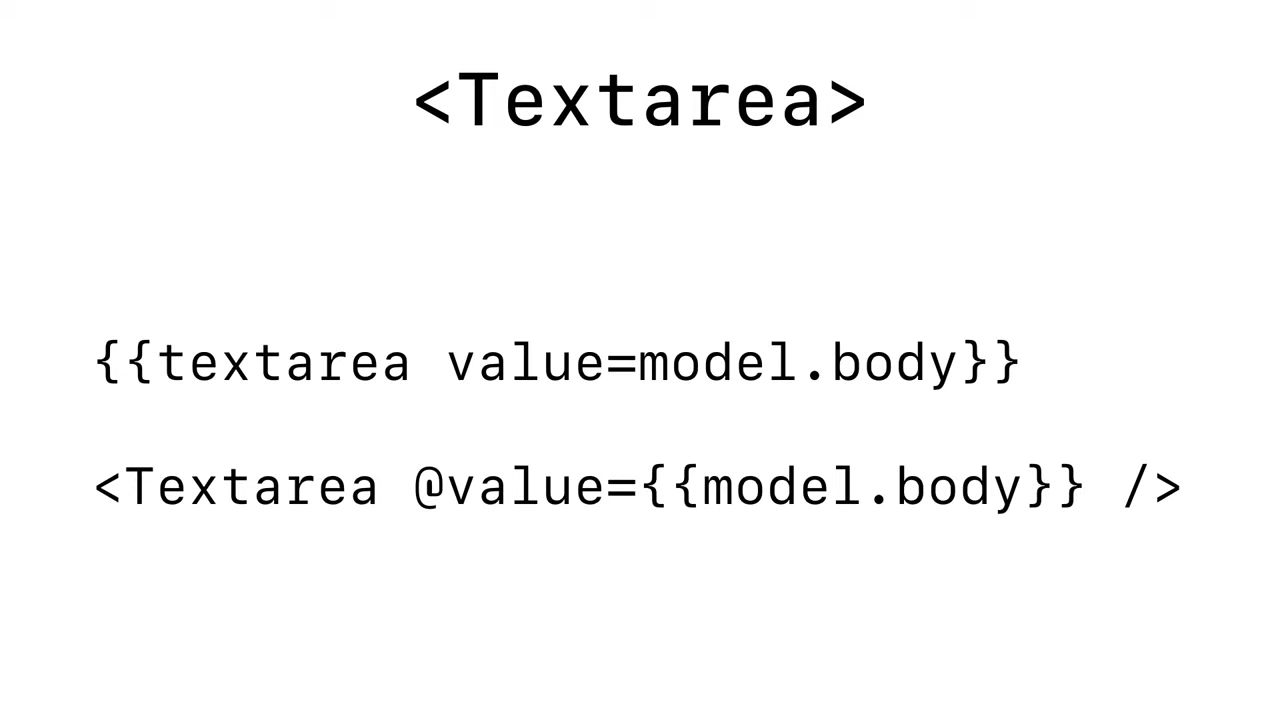 <Textarea>
{{textarea value=model.body}}
<Textarea @value={{model.body}} />